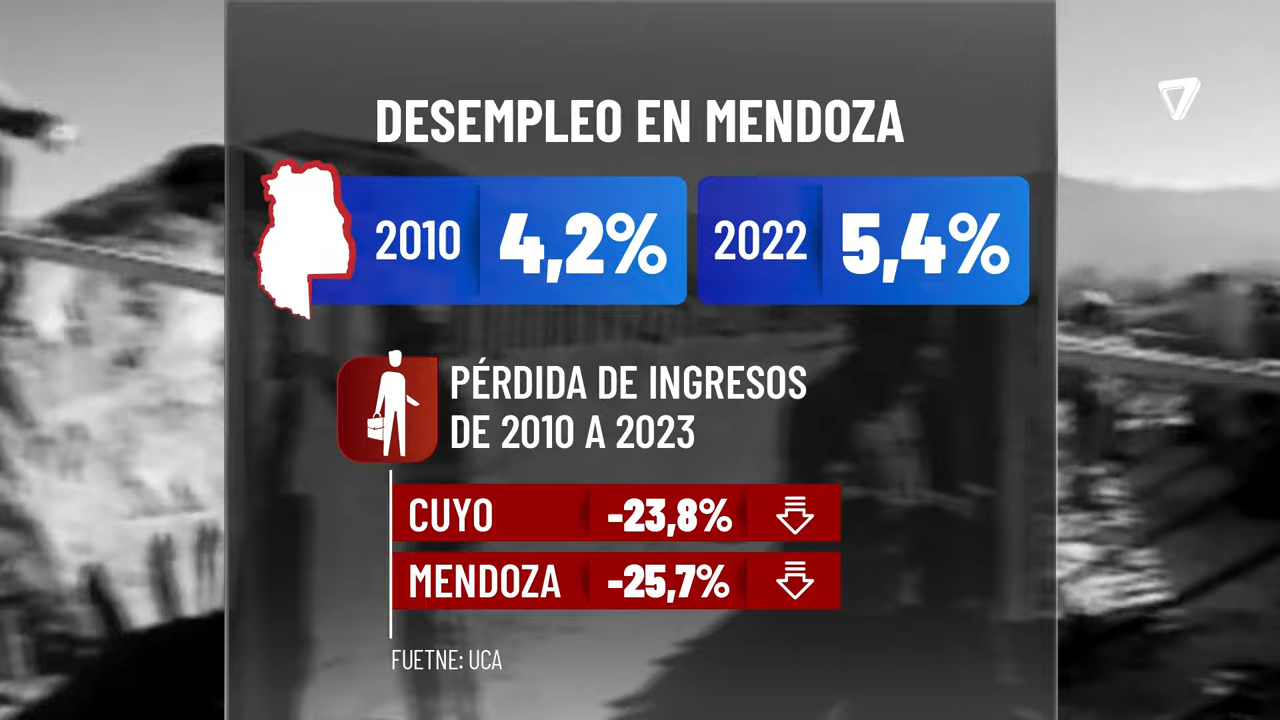 DESEMPLEO EN MENDOZA
2010 4,2% 2022 5,4%
PÉRDIDA DE INGRESOS
DE 2010 A 2023
CUYO -23,8%
MENDOZA -25,7%
FUETNE: UCA